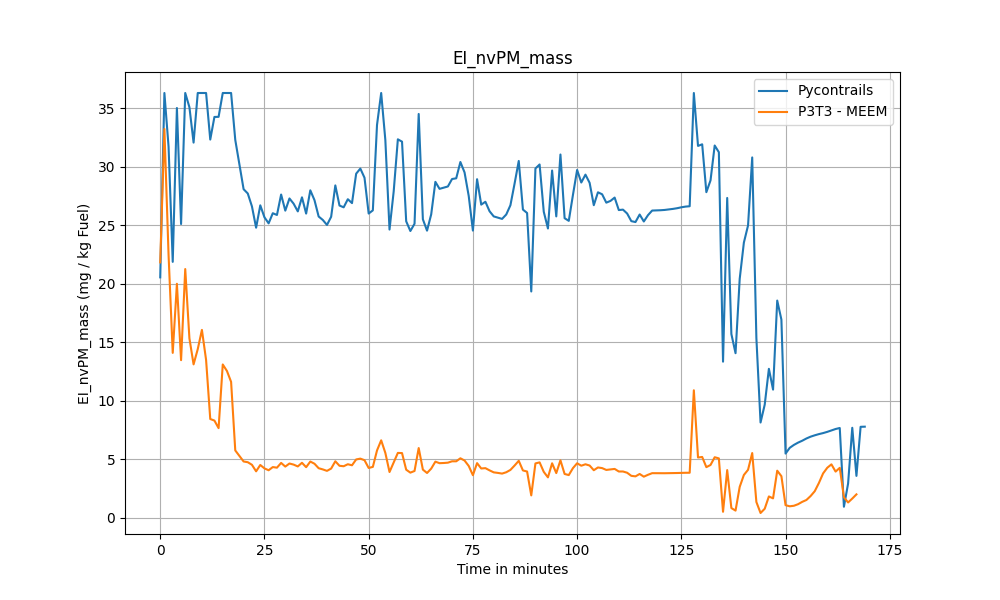 EI_nvPM_mass
Pycontrails
P3T3 - MEEM
EI_nvPM_mass (mg / kg Fuel)
35
30
25
20
15
10
5
0
0 25 50 75 100 125 150 175
Time in minutes